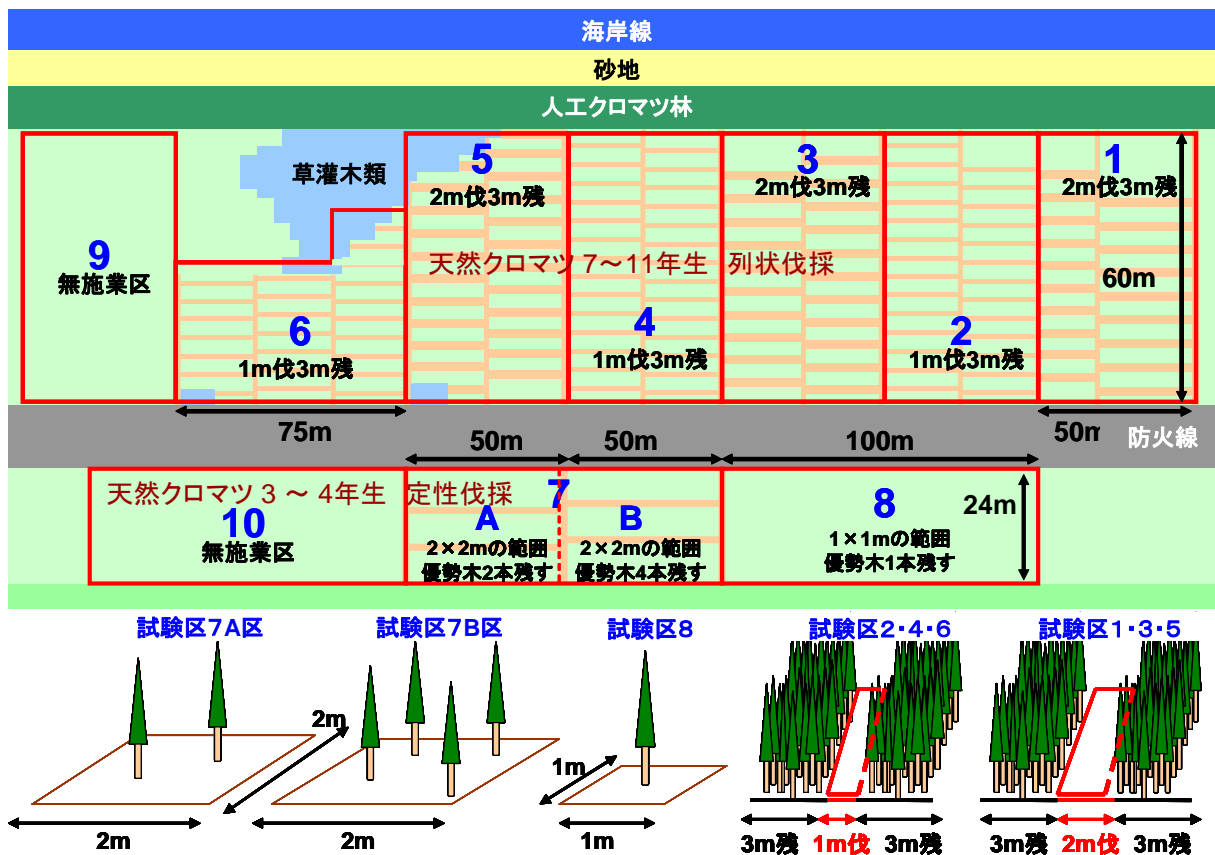 海岸線
砂地
人工クロマツ林
草灌木類
5
2m伐3m残
3
2m伐3m残
1
2m伐3m残
9
無施業区
天然クロマツ 7～11年生 列状伐採
60m
6
1m伐3m残
4
1m伐3m残
2
1m伐3m残
75m
50m
50m
100m
50m
防火線
天然クロマツ 3 ～ 4年生 定性伐採
10
無施業区
7
A
2×2mの範囲
優勢木2本残す
B
2×2mの範囲
優勢木4本残す
8
1×1mの範囲
優勢木1本残す
24m
試験区7A区
試験区7B区
試験区8
試験区2・4・6
試験区1・3・5
2m
1m
2m
2m
1m
3m残
1m伐
3m残
3m残
2m伐
3m残